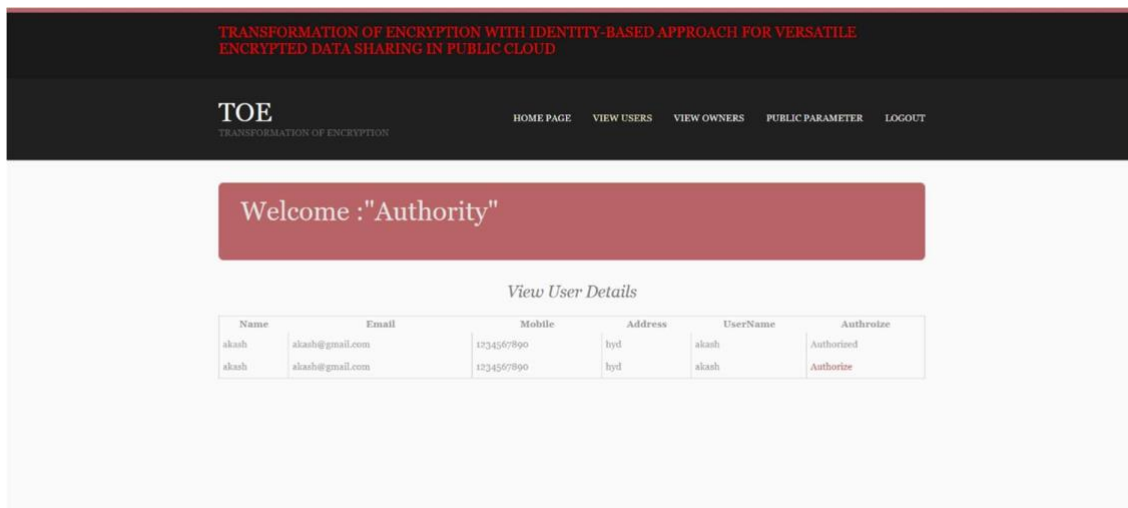 TRANSFORMATION OF ENCRYPTION WITH IDENTITY-BASED APPROACH FOR VERSATILE
ENCRYPTED DATA SHARING IN PUBLIC CLOUD
TOE
TRANSFORMATION OF ENCRYPTION
HOME PAGE VIEW USERS VIEW OWNERS PUBLIC PARAMETER LOGOUT
Welcome :"Authority"
View User Details
Name Email Mobile Address UserName Authroize
akash akash@gmail.com 1234567890 hyd akash Authorized
akash akash@gmail.com 1234567890 hyd akash Authorize